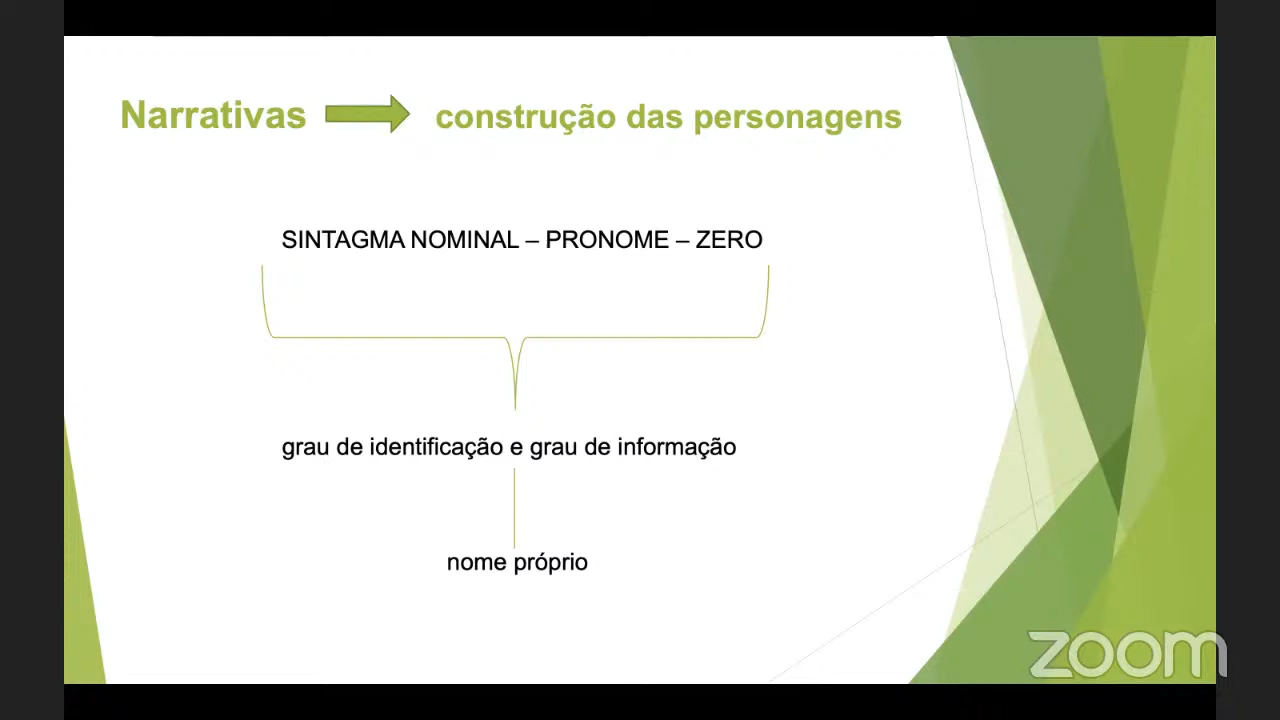 Narrativas construção das personagens
SINTAGMA NOMINAL – PRONOME – ZERO
grau de identificação e grau de informação
nome próprio
zoom